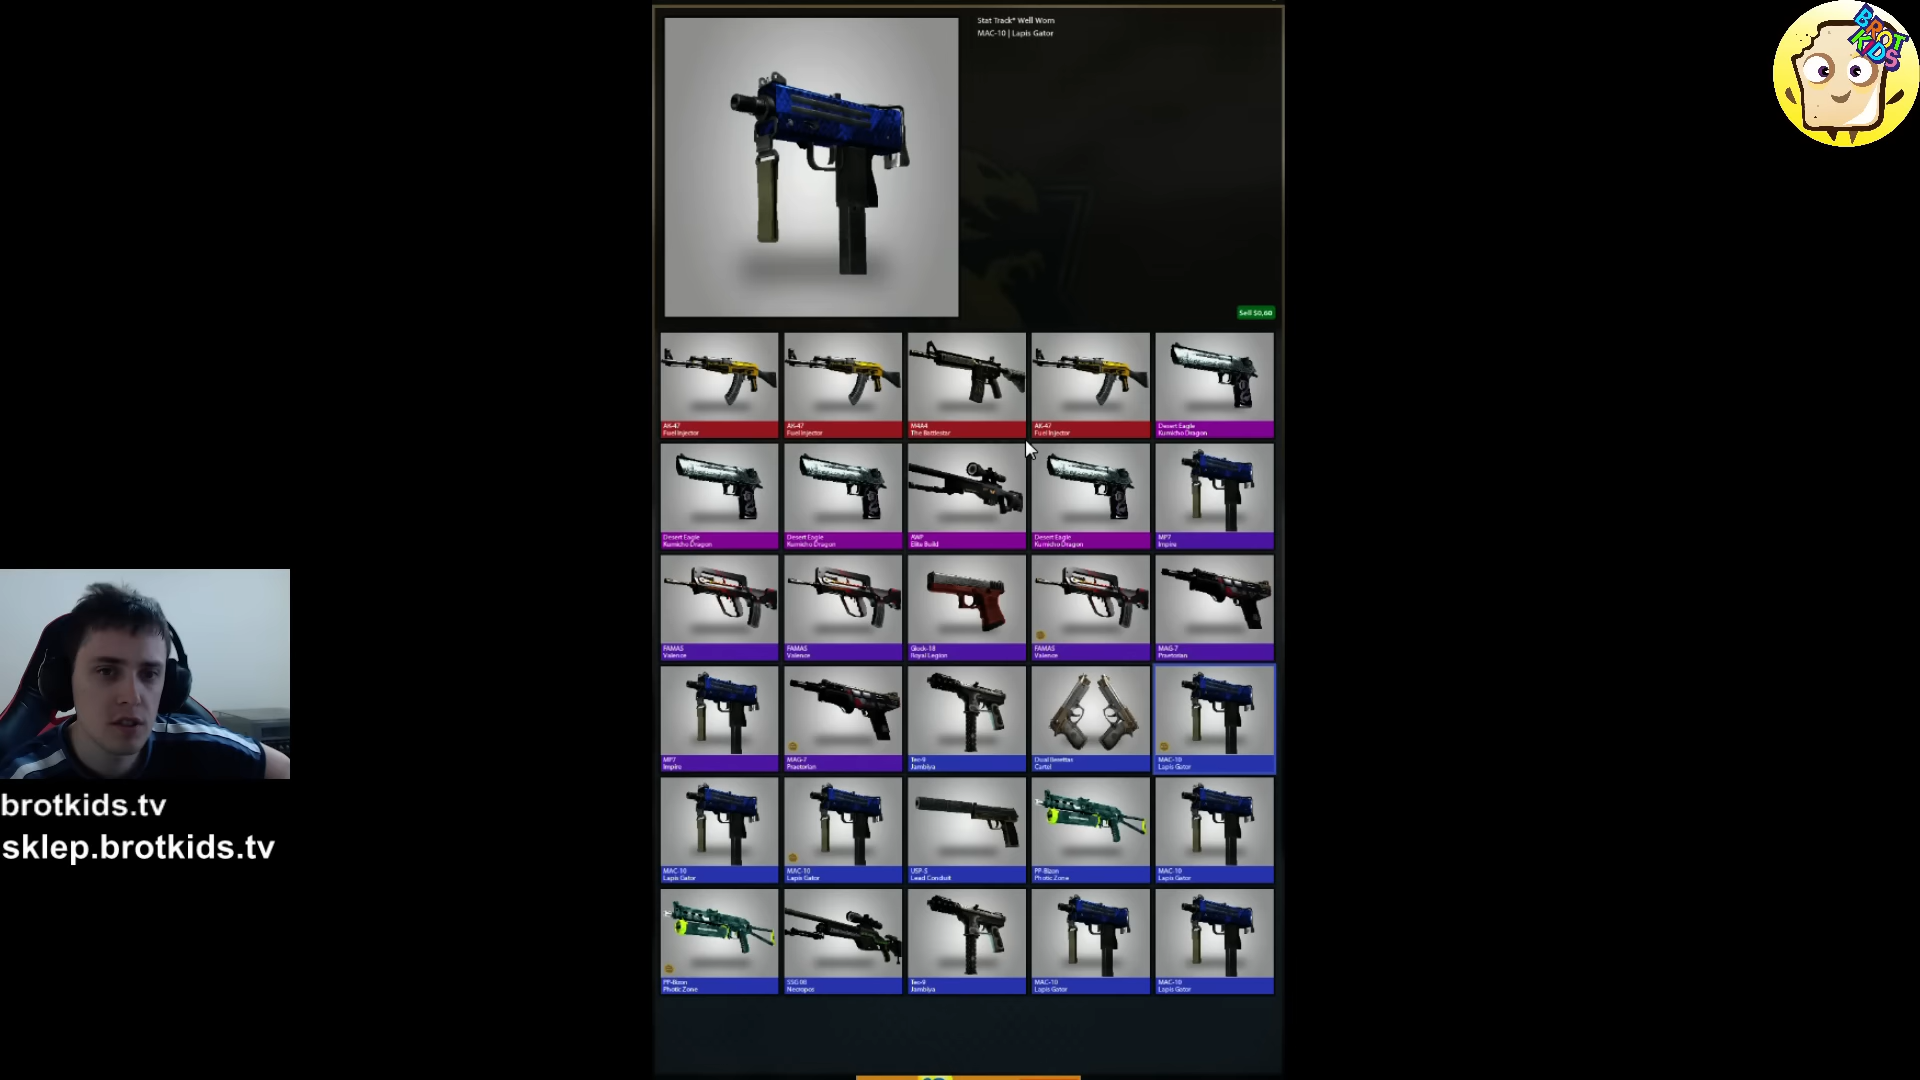 Stat Track* Well Worn
MAC-10 | Lapis Gator
BROT
KIDS
Sell $0,60
AK-47
Fuel Injector
AK-47
Fuel Injector
M4A4
The Battlestar
AK-47
Fuel Injector
Desert Eagle
Kumicho Dragon
Desert Eagle
Kumicho Dragon
Desert Eagle
Kumicho Dragon
AWP
Elite Build
Desert Eagle
Kumicho Dragon
MP7
Impire
FAMAS
Valence
FAMAS
Valence
Glock-18
Royal Legion
FAMAS
Valence
MAG-7
Praetorian
MP7
Impire
MAG-7
Praetorian
Tec-9
Jambiya
Dual Berettas
Cartel
MAC-10
Lapis Gator
MAC-10
Lapis Gator
MAC-10
Lapis Gator
USP-S
Lead Conduit
PP-Bizon
Photic Zone
MAC-10
Lapis Gator
PP-Bizon
Photic Zone
SSG 08
Necropos
Tec-9
Jambiya
MAC-10
Lapis Gator
MAC-10
Lapis Gator
brotkids.tv
sklep.brotkids.tv